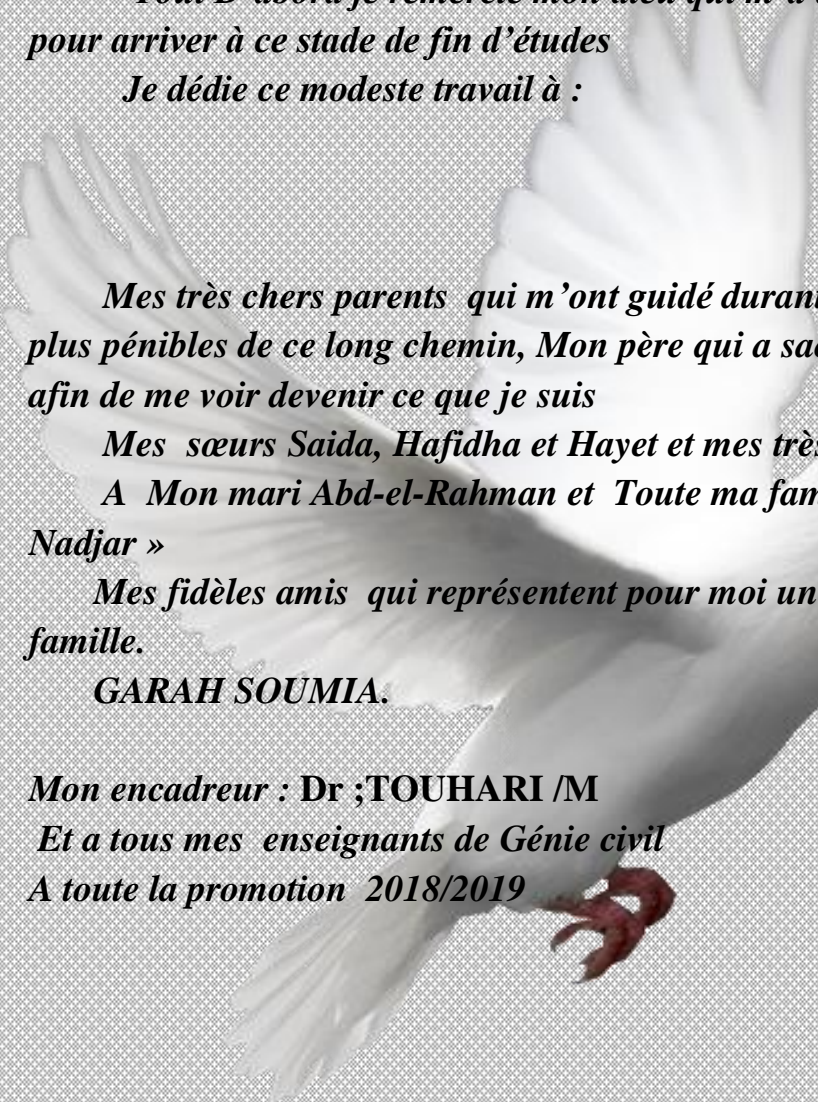 pour arriver à ce stade de fin d’études
Je dédie ce modeste travail à :
Mes très chers parents qui m’ont guidé durant
plus pénibles de ce long chemin, Mon père qui a
afin de me voir devenir ce que je suis
Mes sœurs Saida, Hafidha et Hayet et mes très
A Mon mari Abd-el-Rahman et Toute ma
Nadjar »
Mes fidèles amis qui représentent pour moi un
famille.
GARAH SOUMIA.
Mon encadreur : Dr ;TOUHARI /M
Et a tous mes enseignants de Génie civil
A toute la promotion 2018/2019